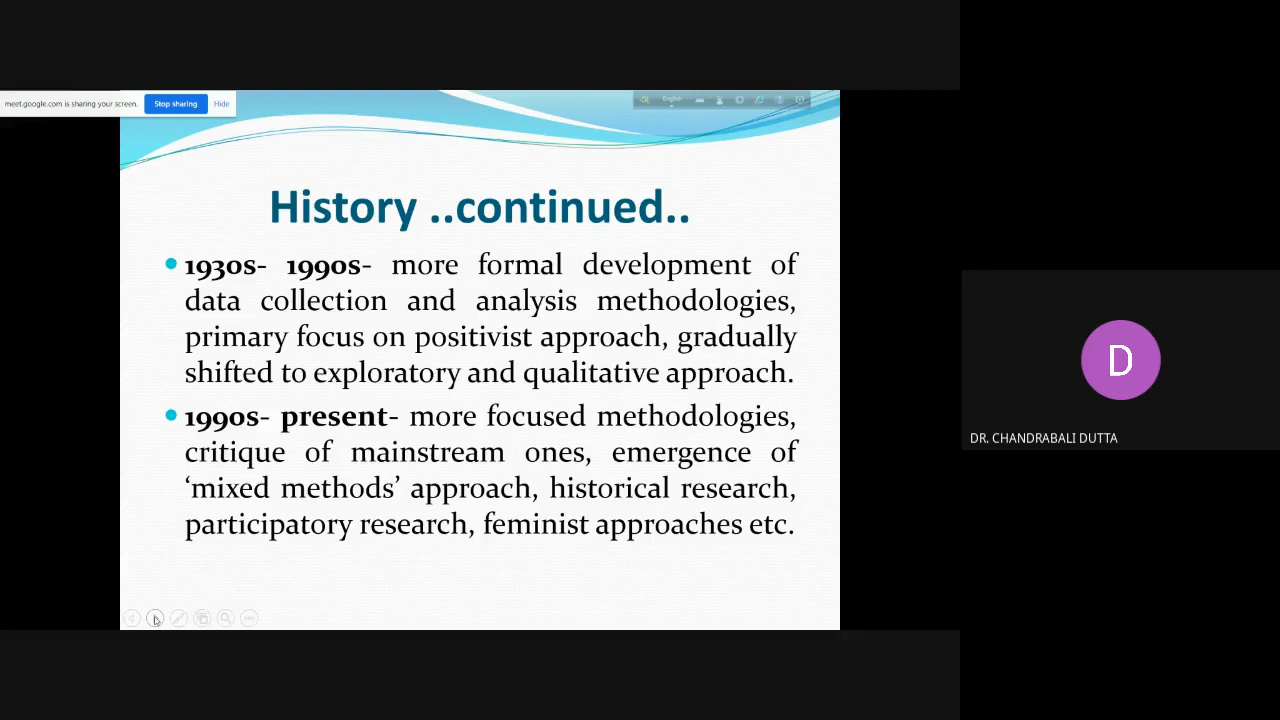 meet.google.com is sharing your screen.
Stop sharing
Hide
English
History ..continued..
1930s- 1990s- more formal development of
data collection and analysis methodologies,
primary focus on positivist approach, gradually
shifted to exploratory and qualitative approach.
1990s- present- more focused methodologies,
critique of mainstream ones, emergence of
‘mixed methods’ approach, historical research,
participatory research, feminist approaches etc.
D
DR. CHANDRABALI DUTTA